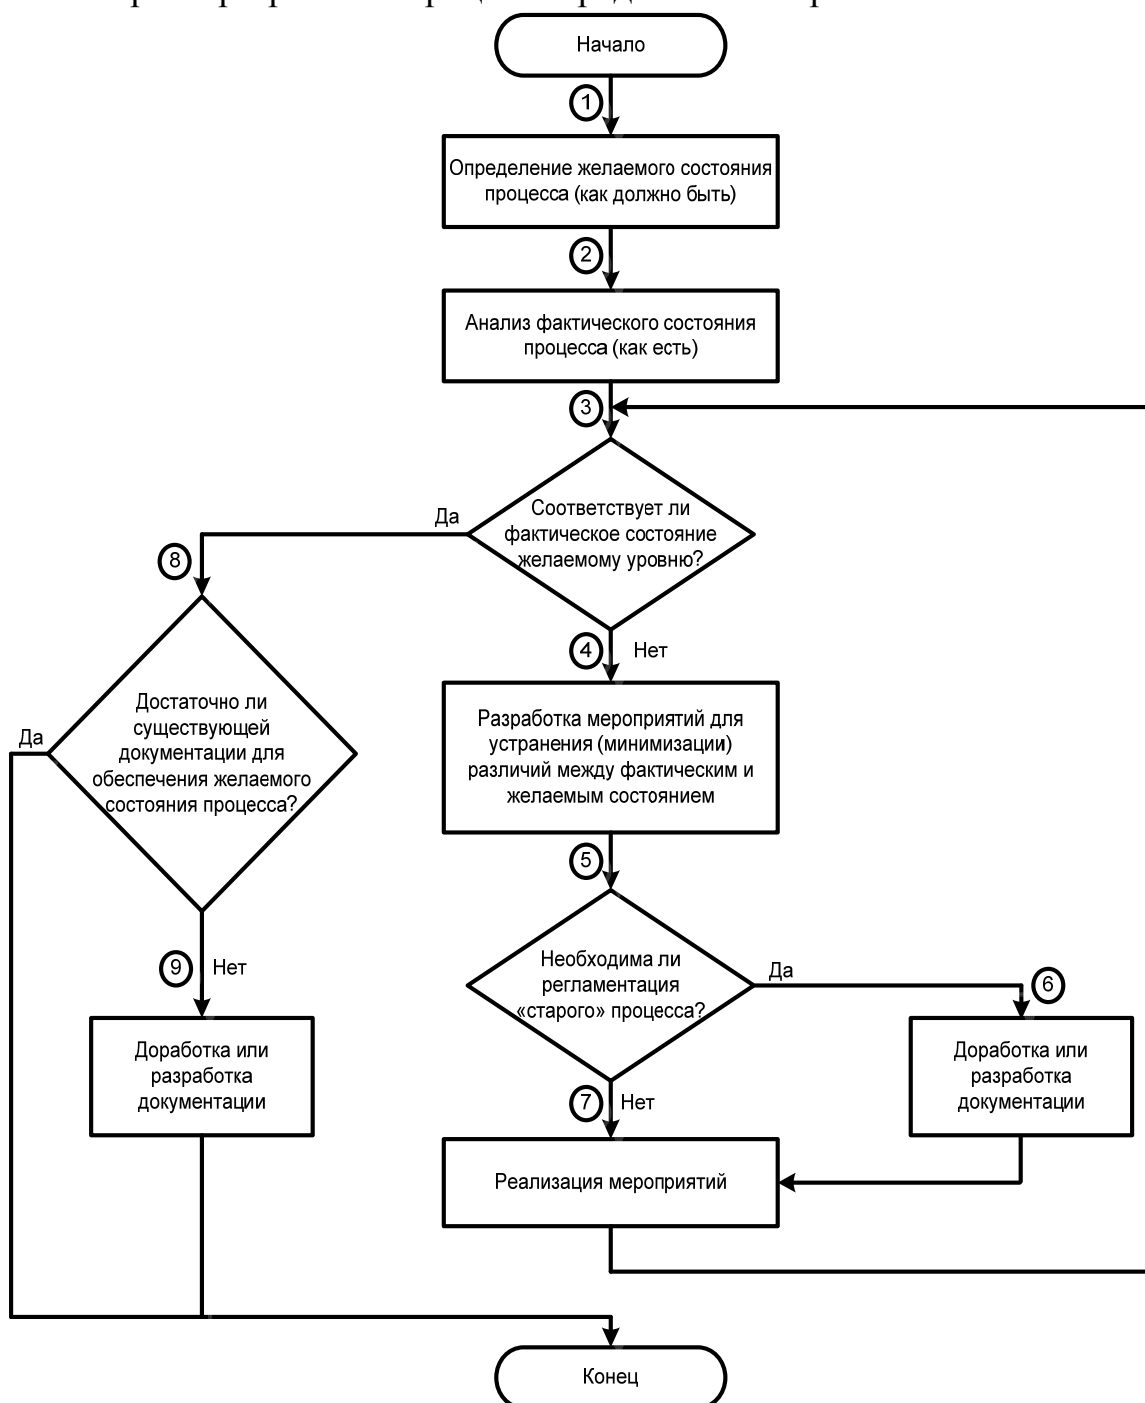 Начало
1
Определение желаемого состояния
процесса (как должно быть)
2
Анализ фактического состояния
процесса (как есть)
3
Соответствует ли
фактическое состояние
желаемому уровню?
Да
8
4
Нет
Достаточно ли
существующей
документации для
обеспечения желаемого
состояния процесса?
Да
Разработка мероприятий для
устранения (минимизации)
различий между фактическим и
желаемым состоянием
5
9
Нет
Необходима ли
регламентация
«старого» процесса?
Да
6
Доработка или
разработка
документации
Доработка или
разработка
документации
7
Нет
Реализация мероприятий
Конец